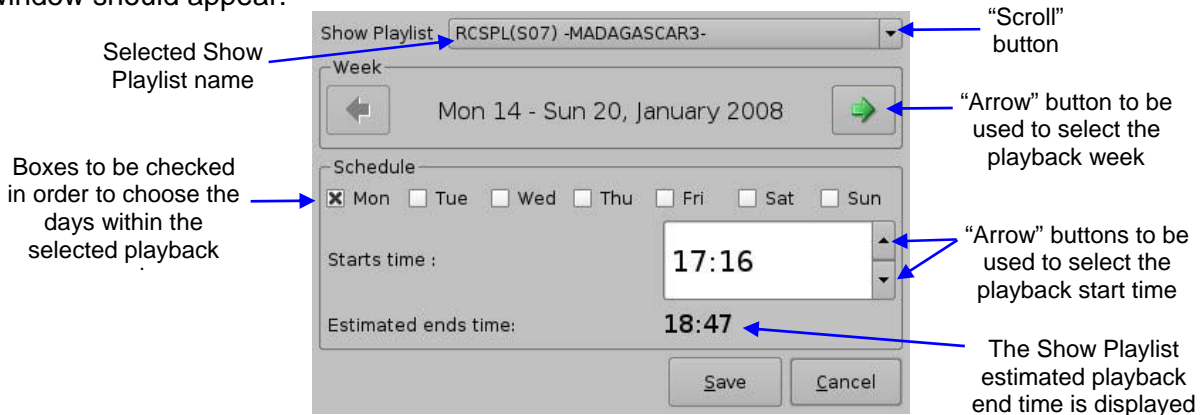 window should appear.
Selected Show
Playlist name
Show Playlist RCSPL(S07) -MADAGASCAR3-
"Scroll"
button
Week
Mon 14 - Sun 20, January 2008
"Arrow" button to be
used to select the
playback week
Boxes to be checked
in order to choose the
days within the
selected playback
Schedule
Mon Tue Wed Thu Fri Sat Sun
Starts time : 17:16
"Arrow" buttons to be
used to select the
playback start time
Estimated ends time: 18:47
The Show Playlist
estimated playback
end time is displayed
Save Cancel